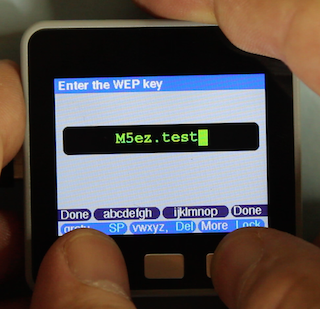 Enter the WEP key
M5ez.test
Done abcdefgh ijklmnop Done
SP vwxyz, Del More Lock